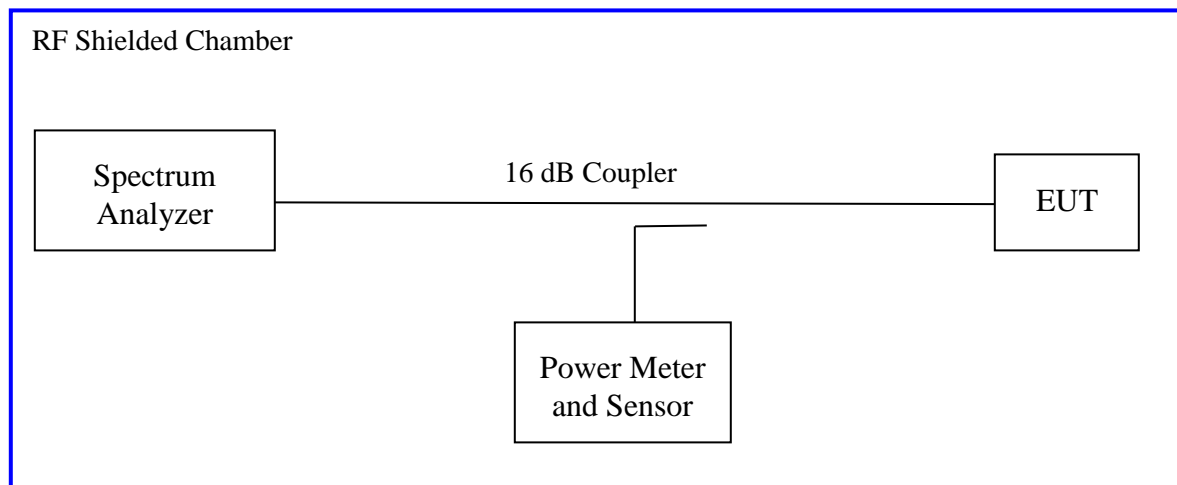 RF Shielded Chamber
Spectrum
Analyzer
16 dB Coupler
EUT
Power Meter
and Sensor